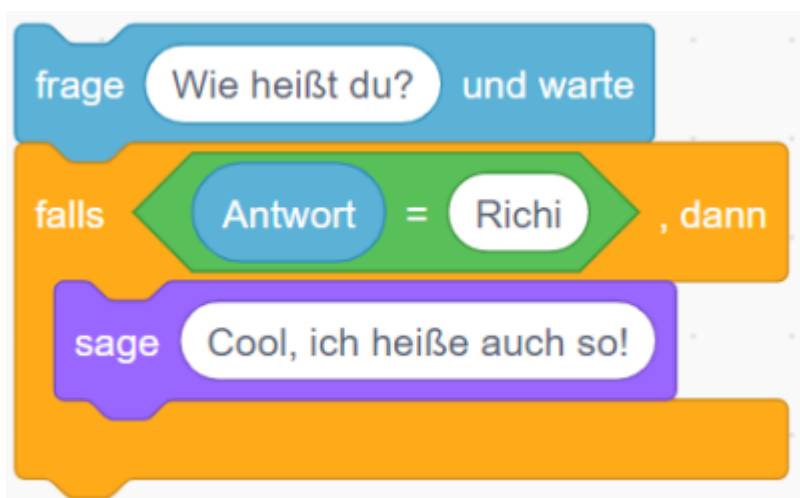 frage Wie heißt du? und warte
falls Antwort = Richi , dann
sage Cool, ich heiße auch so!